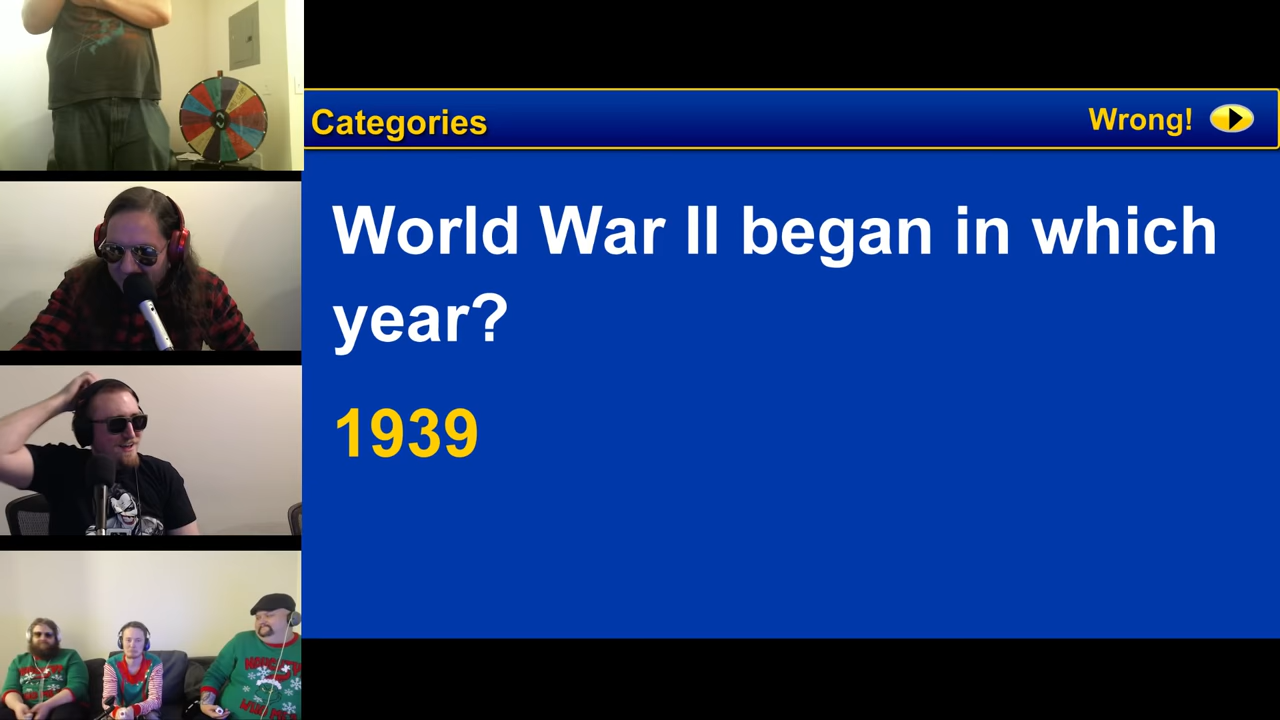 Categories
Wrong!
World War II began in which
year?
1939